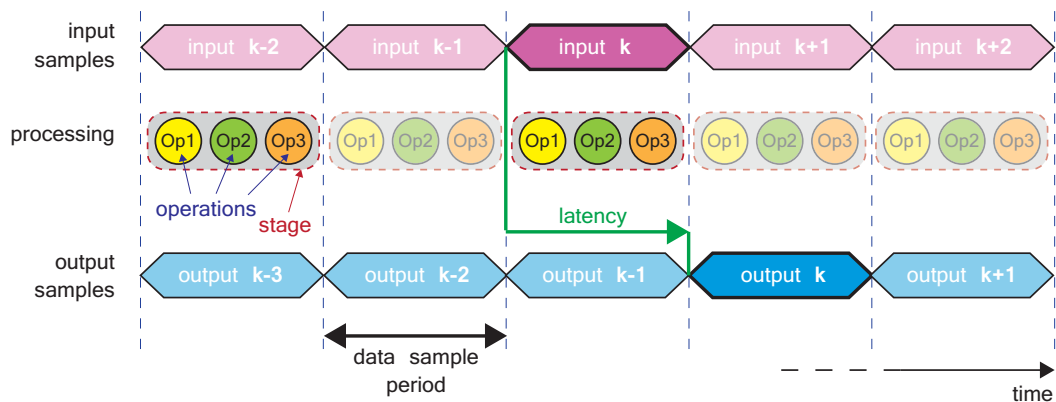 input samples
input k-2
input k-1
input k
input k+1
input k+2
processing
Op1 Op2 Op3
Op1 Op2 Op3
Op1 Op2 Op3
Op1 Op2 Op3
Op1 Op2 Op3
operations
stage
latency
output samples
output k-3
output k-2
output k-1
output k
output k+1
data sample
period
time